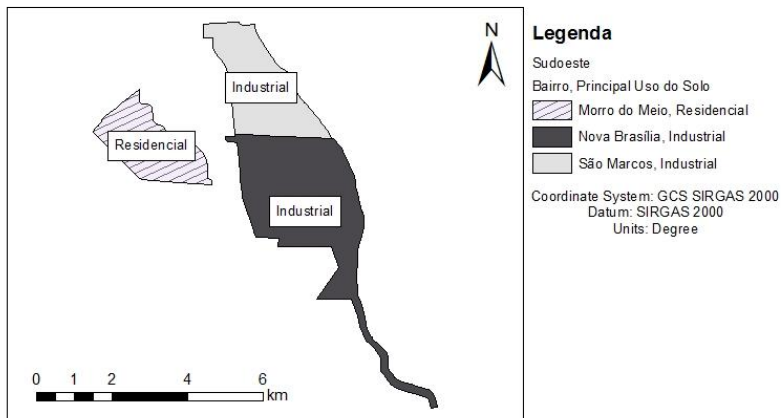 N
Industrial
Residencial
Industrial
0 1 2 4 6
km
Legenda
Sudoeste
Bairro, Principal Uso do Solo
Morro do Meio, Residencial
Nova Brasília, Industrial
São Marcos, Industrial
Coordinate System: GCS SIRGAS 2000
Datum: SIRGAS 2000
Units: Degree